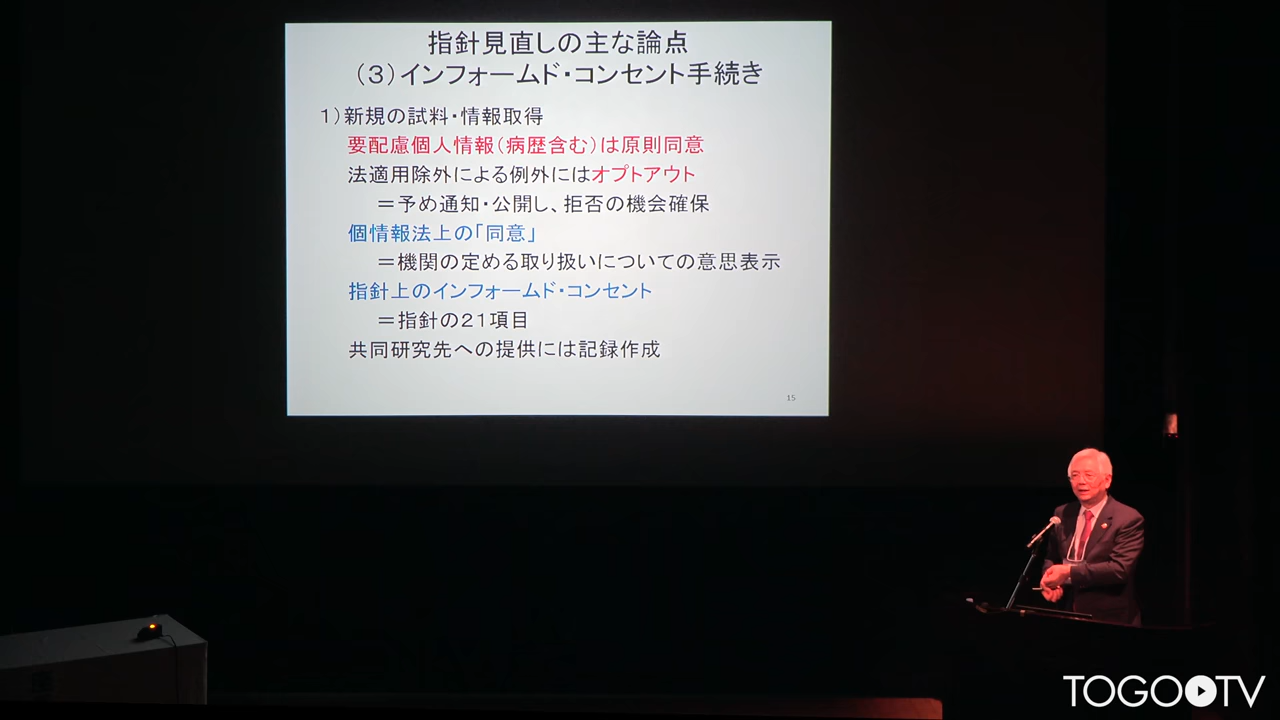 指針見直しの主な論点
（３）インフォームド・コンセント手続き
１）新規の試料・情報取得
要配慮個人情報（病歴含む）は原則同意
法適用除外による例外にはオプトアウト
＝予め通知・公開し、拒否の機会確保
個情報法上の「同意」
＝機関の定める取り扱いについての意思表示
指針上のインフォームド・コンセント
＝指針の２１項目
共同研究先への提供には記録作成
15
TOGO TV